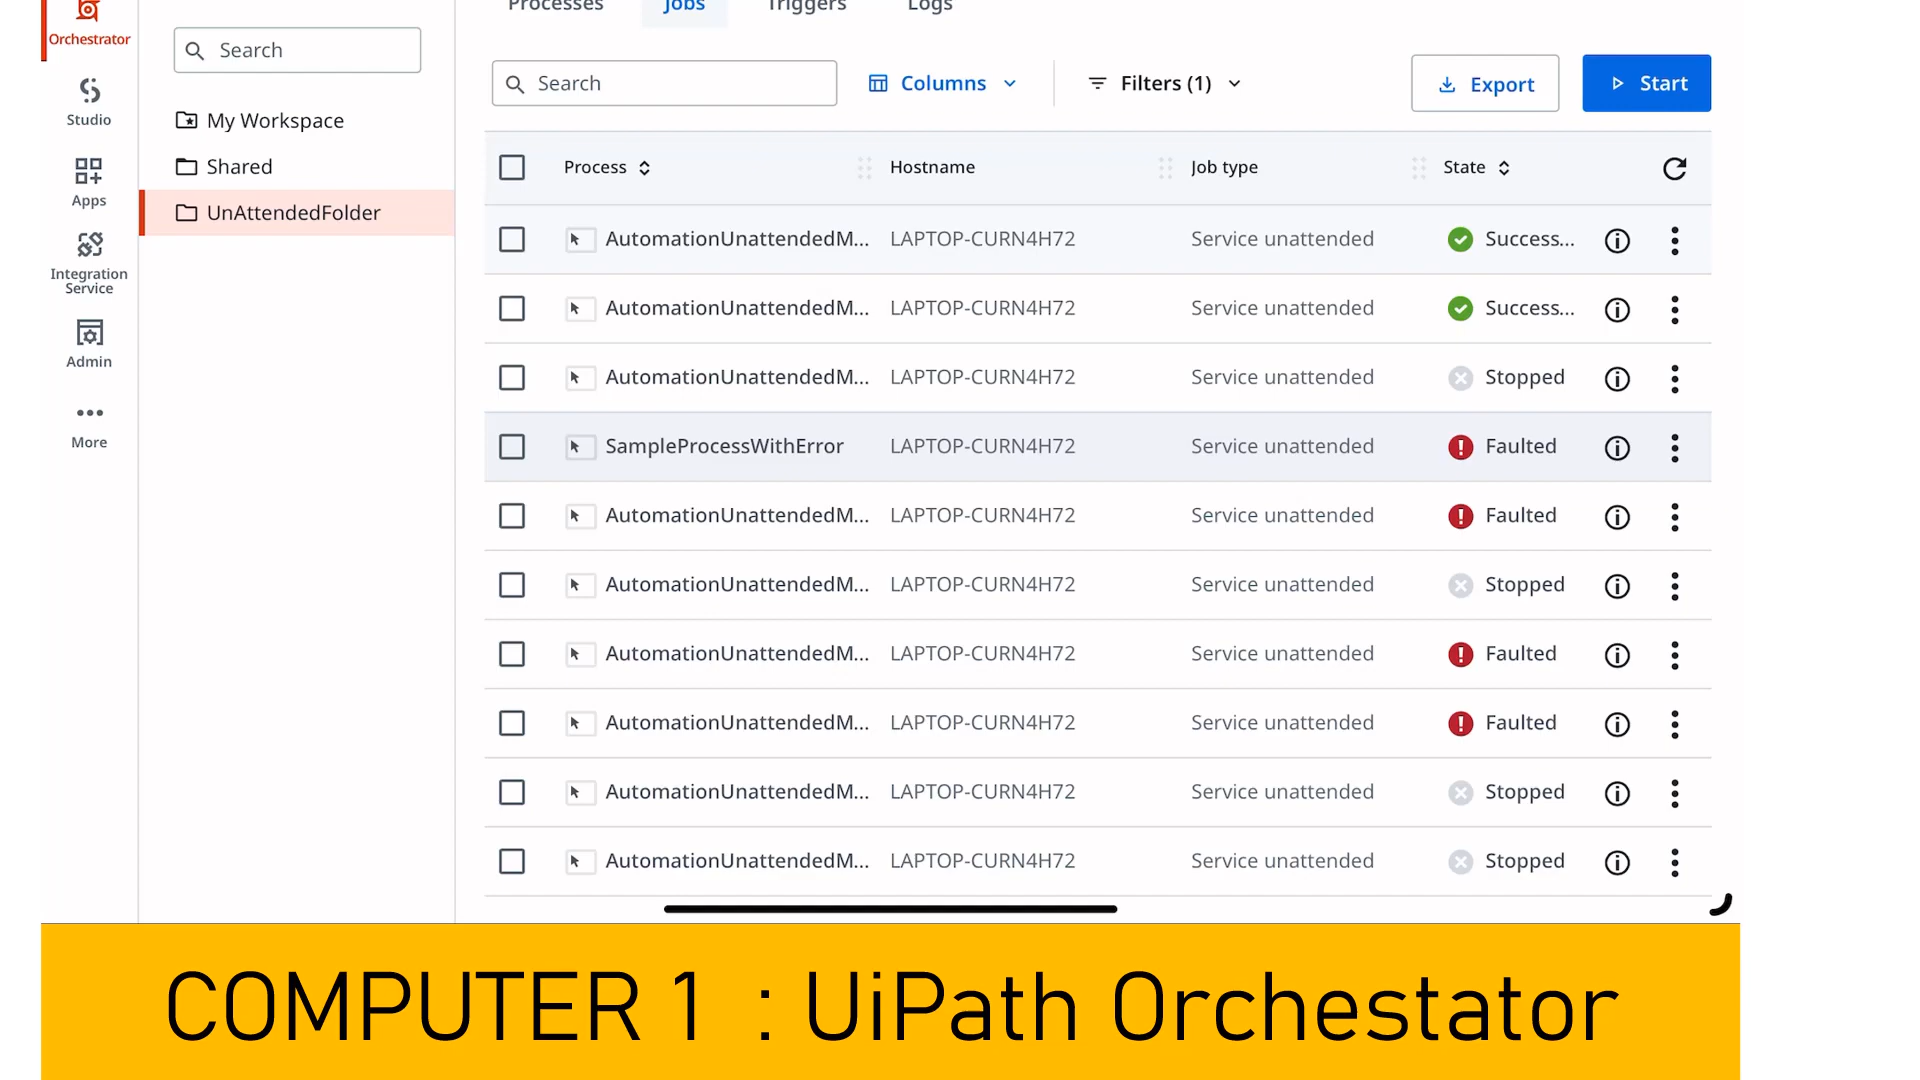 Processes Jobs Triggers Logs
Orchestrator
Search
Search
Columns
Filters (1)
Export
Start
Studio
Apps
Integration
Service
Admin
More
My Workspace
Shared
UnAttendedFolder
Process Hostname Job type State
AutomationUnattendedM... LAPTOP-CURN4H72 Service unattended Success...
AutomationUnattendedM... LAPTOP-CURN4H72 Service unattended Success...
AutomationUnattendedM... LAPTOP-CURN4H72 Service unattended Stopped
SampleProcessWithError LAPTOP-CURN4H72 Service unattended Faulted
AutomationUnattendedM... LAPTOP-CURN4H72 Service unattended Faulted
AutomationUnattendedM... LAPTOP-CURN4H72 Service unattended Stopped
AutomationUnattendedM... LAPTOP-CURN4H72 Service unattended Faulted
AutomationUnattendedM... LAPTOP-CURN4H72 Service unattended Faulted
AutomationUnattendedM... LAPTOP-CURN4H72 Service unattended Stopped
AutomationUnattendedM... LAPTOP-CURN4H72 Service unattended Stopped
COMPUTER 1 : UiPath Orchestator